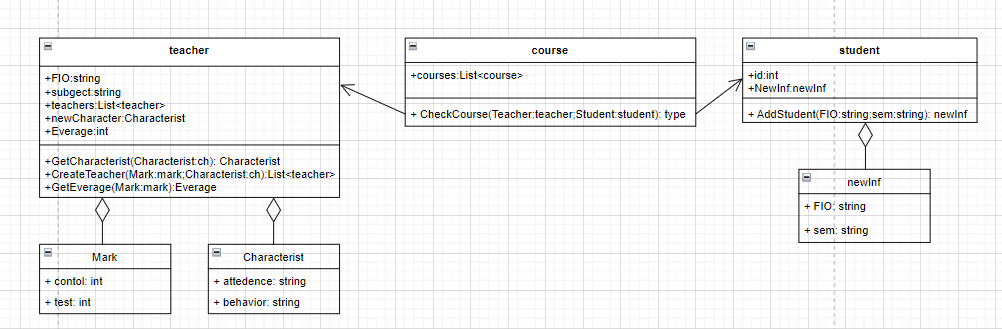 teacher
+FIO:string
+subgect:string
+teachers:List<teacher>
+newCharacter:Characterist
+Everage:int
+GetCharacterist(Characterist:ch): Characterist
+CreateTeacher(Mark:mark;Characterist:ch):List<teacher>
+GetEverage(Mark:mark):Everage
course
+courses:List<course>
+ CheckCourse(Teacher:teacher;Student:student): type
student
+id:int
+NewInf:newInf
+ AddStudent(FIO:string;sem:string): newInf
Mark
+ contol: int
+ test: int
Characterist
+ attedence: string
+ behavior: string
newInf
+ FIO: string
+ sem: string